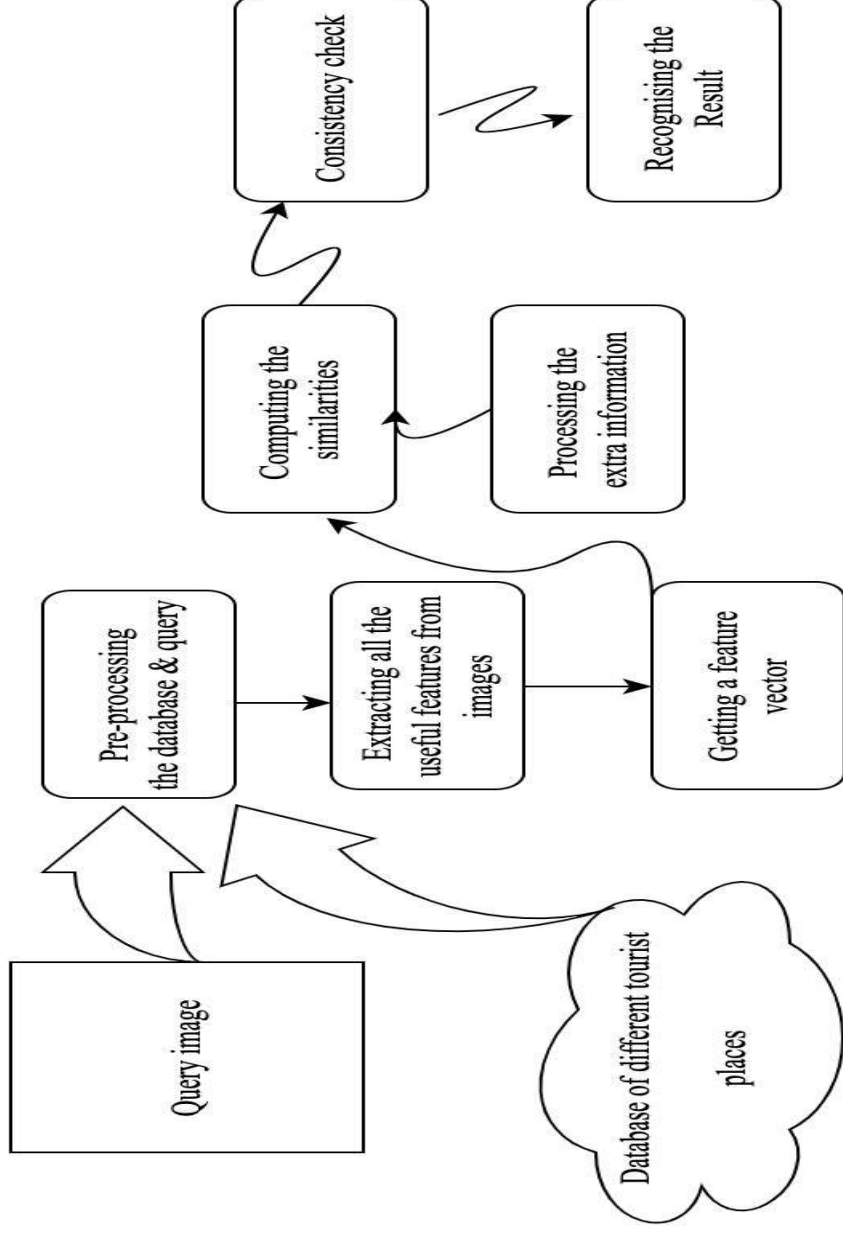 Query image
Database of different tourist
places
Pre-processing
the database & query
Extracting all the
useful features from
images
Getting a feature
vector
Computing the
similarities
Processing the
extra information
Consistency check
Recognising the
Result